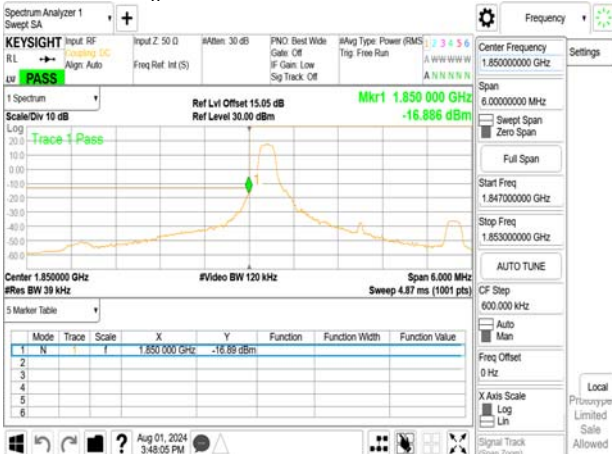 Spectrum Analyzer 1
Swept SA
+
Frequency
KEYSIGHT
RL
LXI
PASS
Input: RF
Coupling: DC
Align: Auto
Input Z: 50 Ω
Freq Ref: Int (S)
#Atten: 30 dB
PNO: Best Wide
Gate: Off
IF Gain: Low
Sig Track: Off
#Avg Type: Power (RMS
Trig: Free Run
1 2 3 4 5 6
A W W W W W
A N N N N N
1 Spectrum
Scale/Div 10 dB
Ref Lvl Offset 15.05 dB
Ref Level 30.00 dBm
Mkr1 1.850 000 GHz
-16.886 dBm
Log
Trace 1 Pass
20.0
10.0
0.00
-10.0
-20.0
-30.0
-40.0
-50.0
-60.0
1
Center 1.850000 GHz
#Res BW 39 kHz
#Video BW 120 kHz
Span 6.000 MHz
Sweep 4.87 ms (1001 pts)
5 Marker Table
Mode Trace Scale X Y Function Function Width Function Value
1 N 1 f 1.850 000 GHz -16.89 dBm
2
3
4
5
6
Aug 01, 2024
3:48:05 PM
?
Center Frequency
1.850000000 GHz
Settings
Span
6.00000000 MHz
Swept Span
Zero Span
Full Span
Start Freq
1.847000000 GHz
Stop Freq
1.853000000 GHz
AUTO TUNE
CF Step
600.000 kHz
Auto
Man
Freq Offset
0 Hz
X Axis Scale
Log
Lin
Signal Track
(Span Zoom)
Local
Prototype
Limited
Sale
Allowed